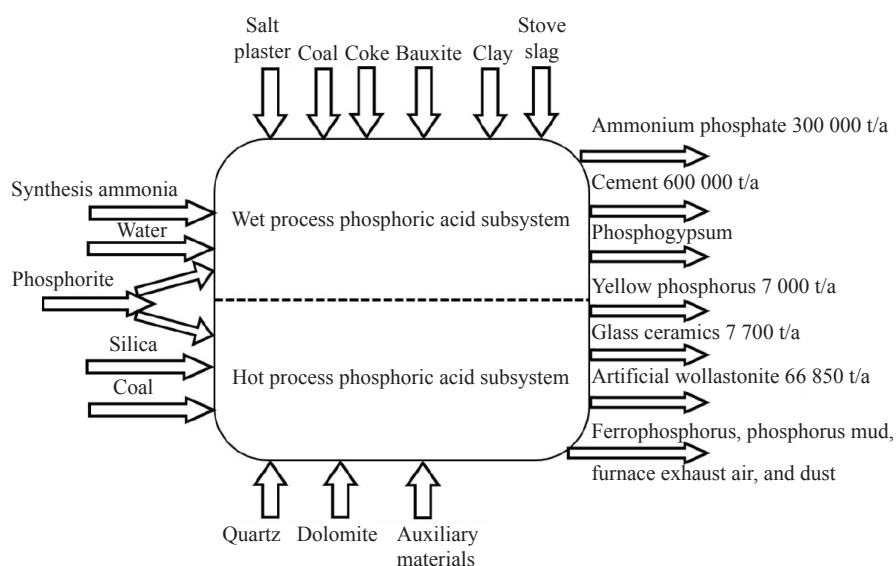 Salt
plaster
Coal
Coke
Bauxite
Clay
Stove
slag
Synthesis ammonia
Water
Phosphorite
Silica
Coal
Wet process phosphoric acid subsystem
Hot process phosphoric acid subsystem
Ammonium phosphate 300 000 t/a
Cement 600 000 t/a
Phosphogypsum
Yellow phosphorus 7 000 t/a
Glass ceramics 7 700 t/a
Artificial wollastonite 66 850 t/a
Ferrophosphorus, phosphorus mud,
furnace exhaust air, and dust
Quartz
Dolomite
Auxiliary
materials